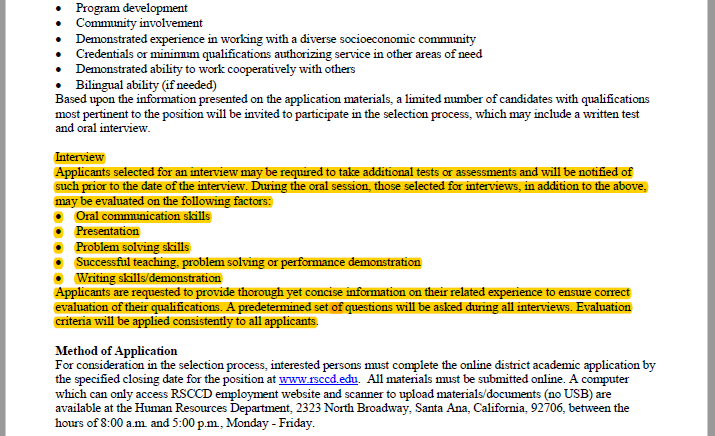 • Program development
• Community involvement
• Demonstrated experience in working with a diverse socioeconomic community
• Credentials or minimum qualifications authorizing service in other areas of need
• Demonstrated ability to work cooperatively with others
• Bilingual ability (if needed)
Based upon the information presented on the application materials, a limited number of candidates with qualifications
most pertinent to the position will be invited to participate in the selection process, which may include a written test
and oral interview.
Interview
Applicants selected for an interview may be required to take additional tests or assessments and will be notified of
such prior to the date of the interview. During the oral session, those selected for interviews, in addition to the above,
may be evaluated on the following factors:
• Oral communication skills
• Presentation
• Problem solving skills
• Successful teaching, problem solving or performance demonstration
• Writing skills/demonstration
Applicants are requested to provide thorough yet concise information on their related experience to ensure correct
evaluation of their qualifications. A predetermined set of questions will be asked during all interviews. Evaluation
criteria will be applied consistently to all applicants.
Method of Application
For consideration in the selection process, interested persons must complete the online district academic application by
the specified closing date for the position at www.rsccd.edu. All materials must be submitted online. A computer
which can only access RSCCD employment website and scanner to upload materials/documents (no USB) are
available at the Human Resources Department, 2323 North Broadway, Santa Ana, California, 92706, between the
hours of 8:00 a.m. and 5:00 p.m., Monday - Friday.